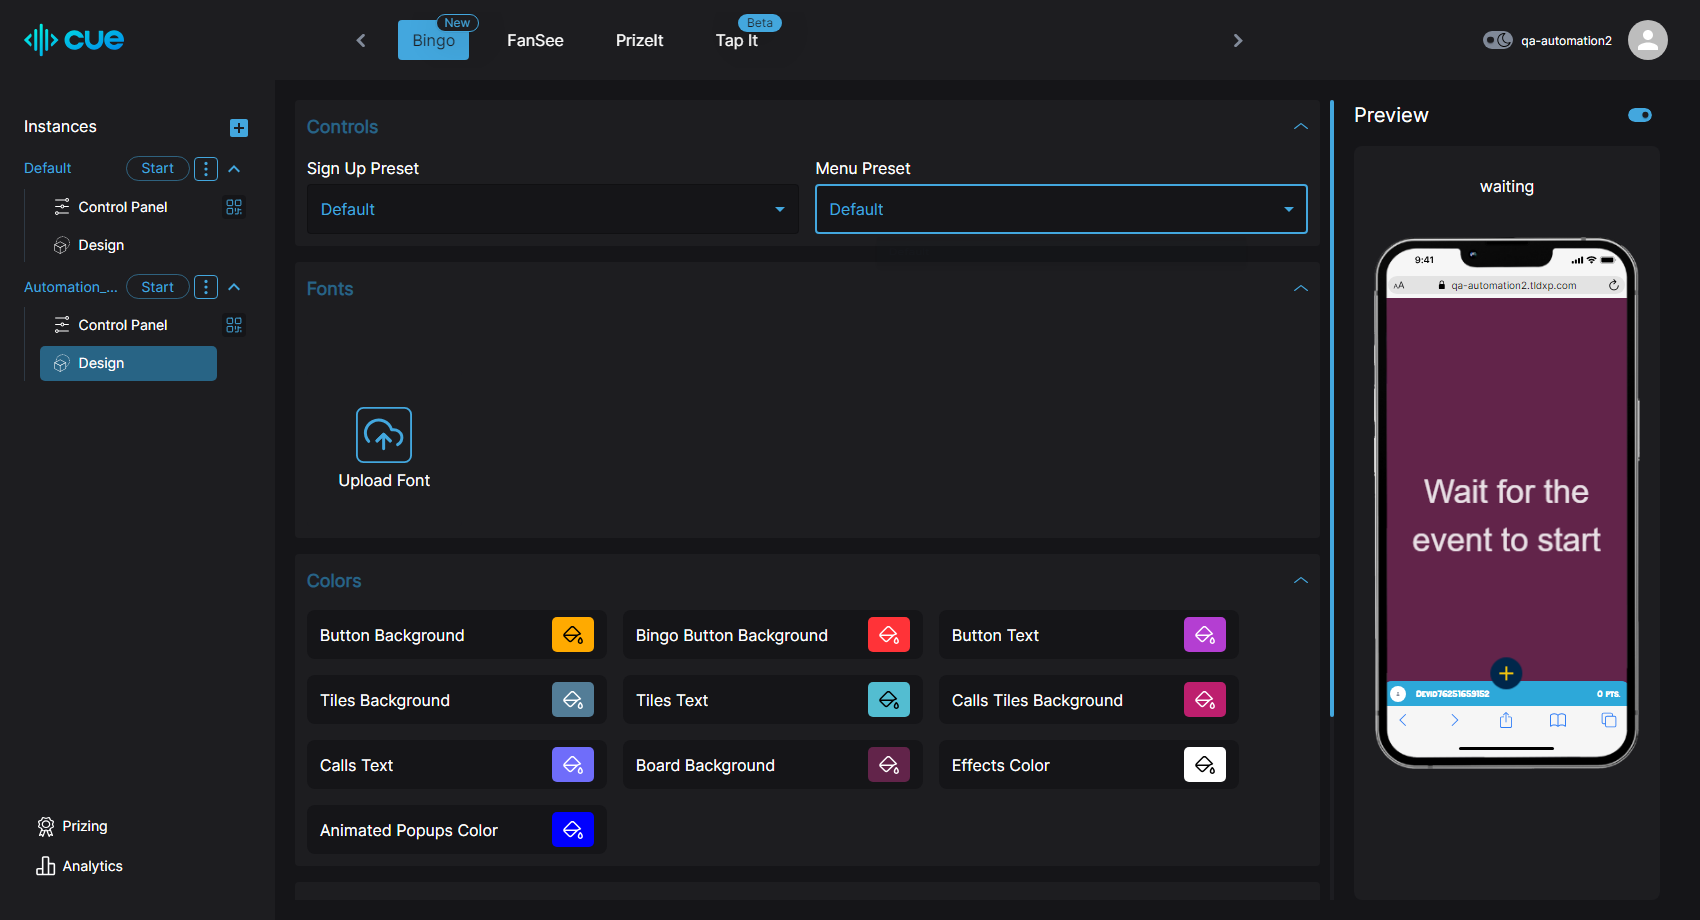 cue
Bingo
New
FanSee
PrizeIt
Tap It
Beta
qa-automation2
Instances
Default
Start
Control Panel
Design
Automation_...
Start
Control Panel
Design
Prizing
Analytics
Controls
Sign Up Preset
Default
Menu Preset
Default
Fonts
Upload Font
Colors
Button Background
Bingo Button Background
Button Text
Tiles Background
Tiles Text
Calls Tiles Background
Calls Text
Board Background
Effects Color
Animated Popups Color
Preview
waiting
9:41
AA
qa-automation2.tldxp.com
Wait for the
event to start
+
0 PTS.